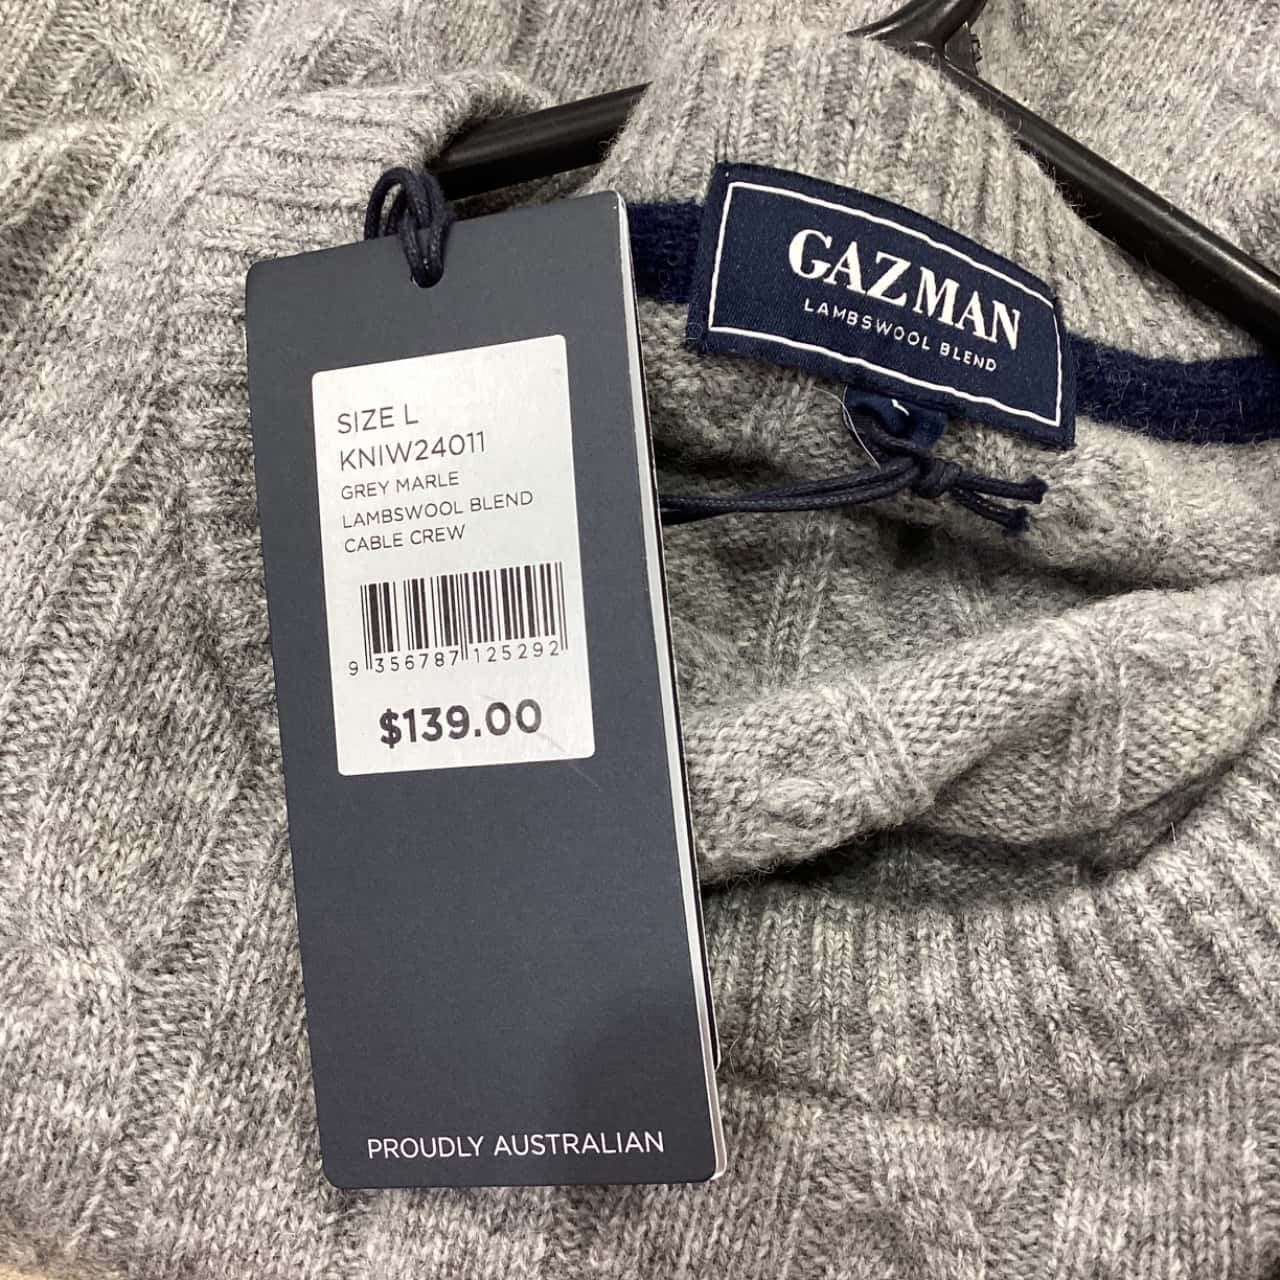 GAZMAN
LAMBSWOOL BLEND
SIZE L
KNIW24011
GREY MARLE
LAMBSWOOL BLEND
CABLE CREW
9 356787 125292
$139.00
PROUDLY AUSTRALIAN